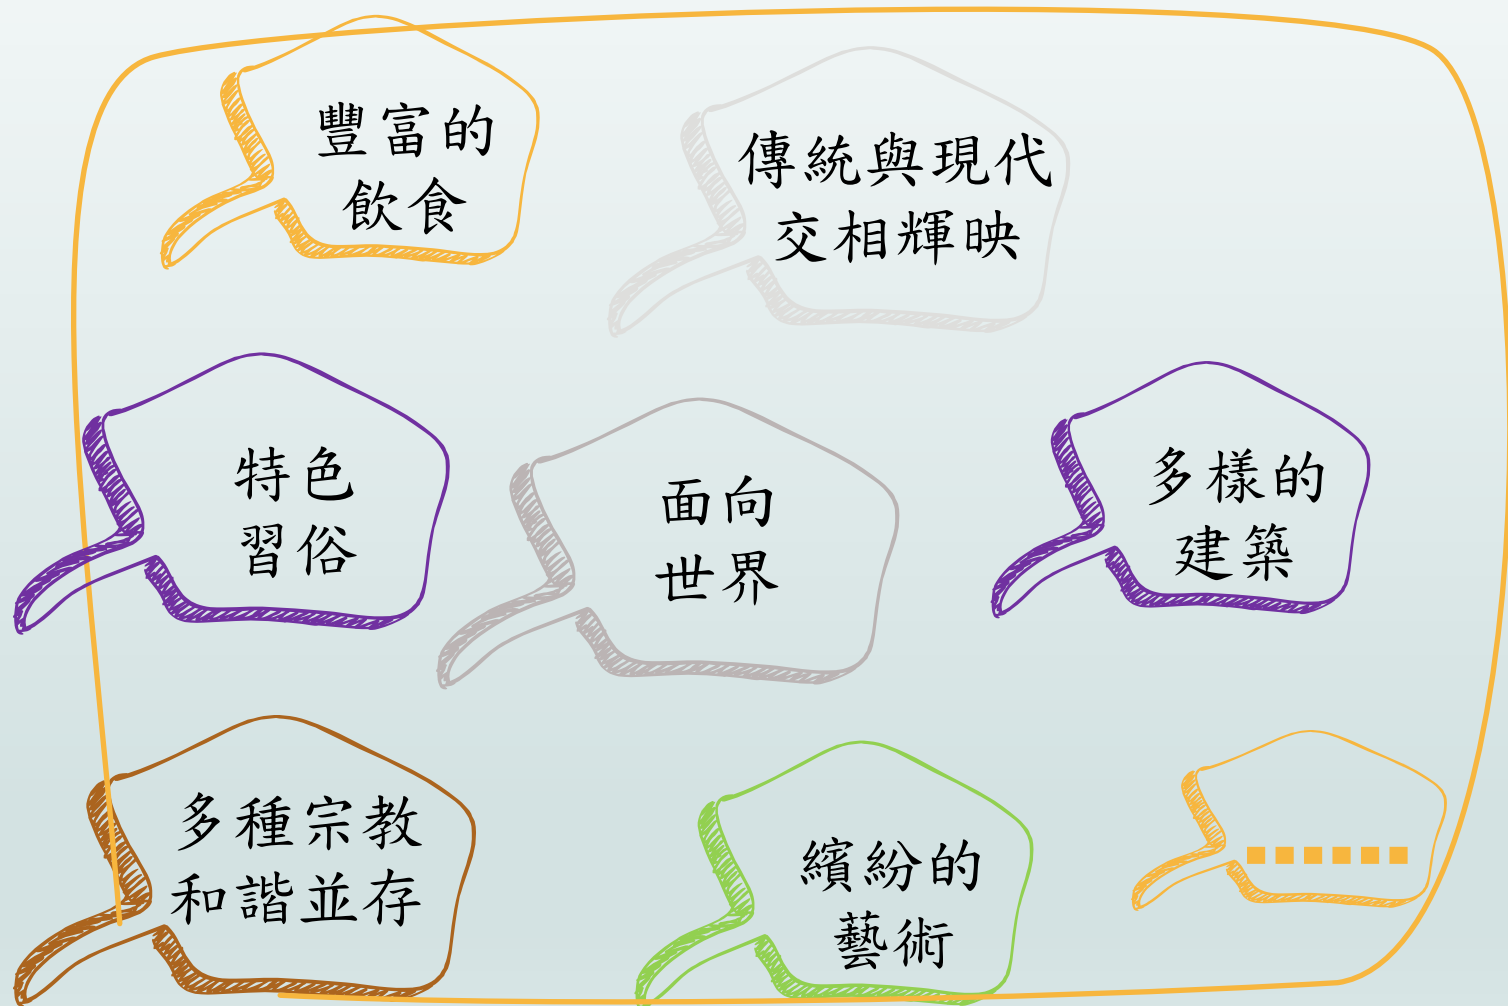 豐富的
飲食
傳統與現代
交相輝映
特色
習俗
面向
世界
多樣的
建築
多種宗教
和諧並存
繽紛的
藝術
……